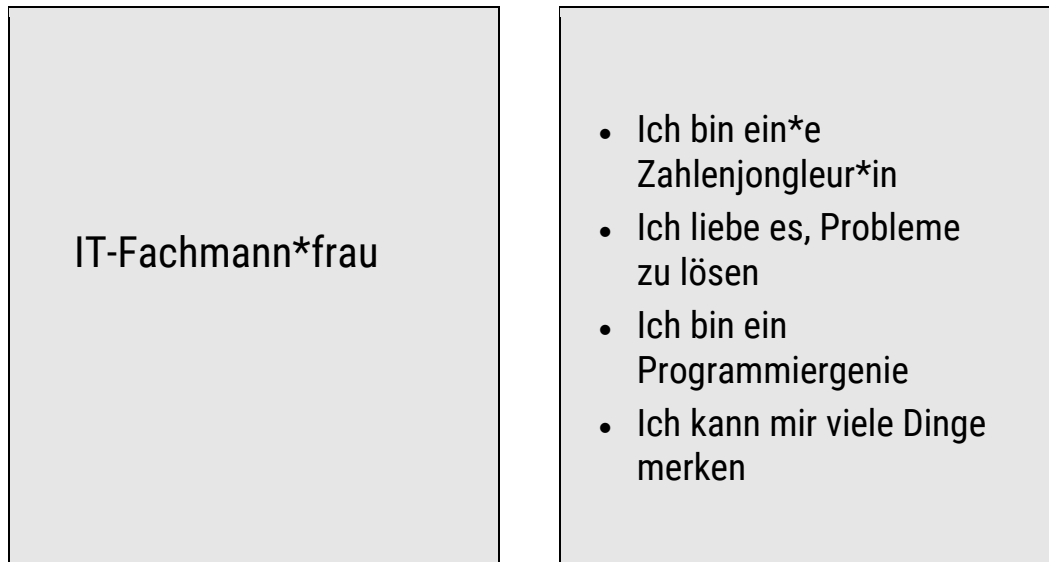 IT-Fachmann*frau
• Ich bin ein*e
Zahlenjongleur*in
• Ich liebe es, Probleme
zu lösen
• Ich bin ein
Programmiergenie
• Ich kann mir viele Dinge
merken